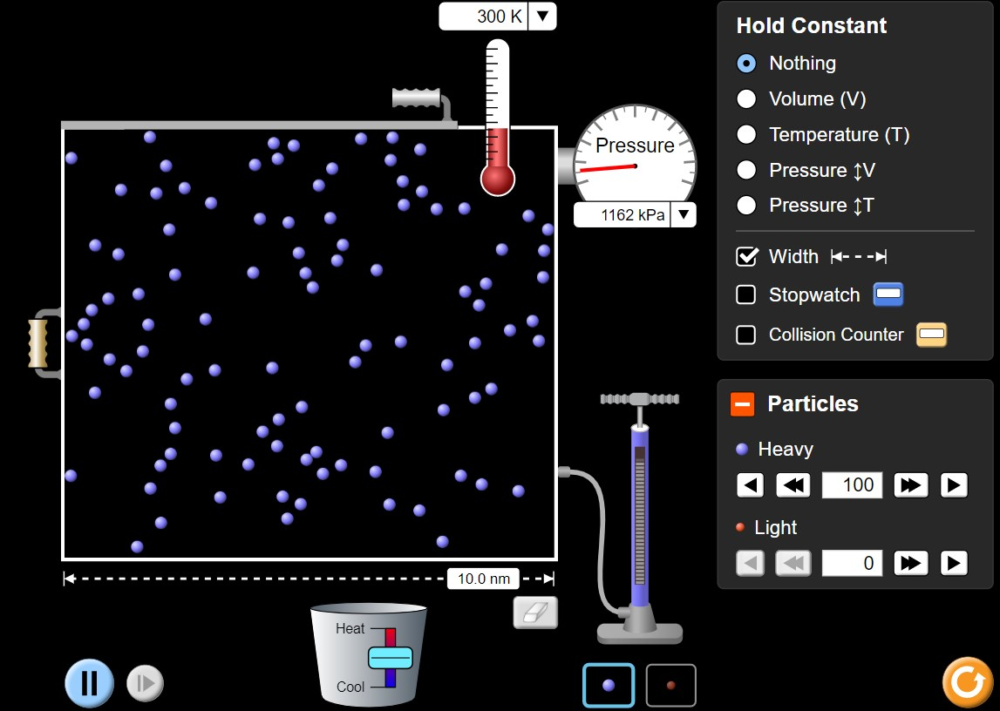 300 K
Pressure
1162 kPa
Hold Constant
Nothing
Volume (V)
Temperature (T)
Pressure ↕V
Pressure ↕T
Width
Stopwatch
Collision Counter
Particles
Heavy
100
Light
0
10.0 nm
Heat
Cool